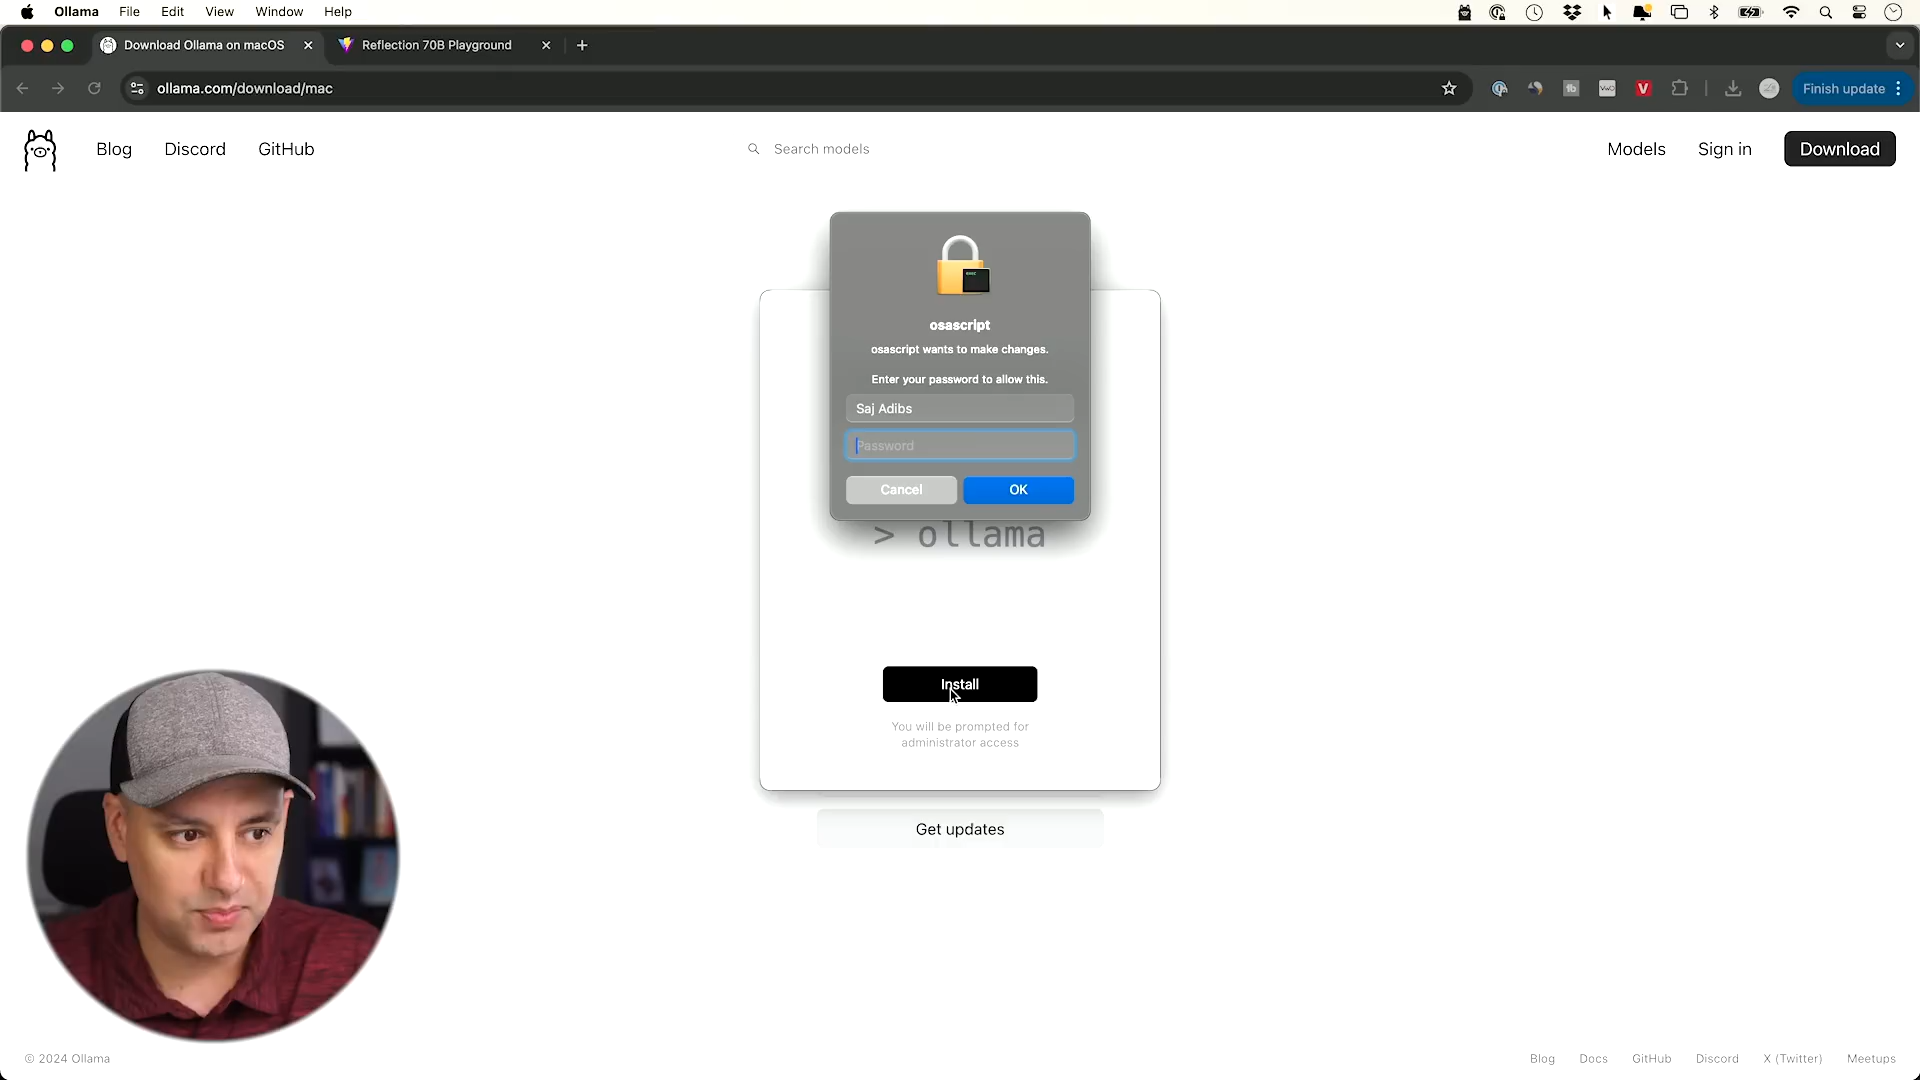 Ollama File Edit View Window Help
Download Ollama on macOS
Reflection 70B Playground
ollama.com/download/mac
Finish update
Blog Discord GitHub
Search models
Models Sign in Download
osascript
osascript wants to make changes.
Enter your password to allow this.
Saj Adibs
Password
Cancel OK
> ollama
Install
You will be prompted for
administrator access
Get updates
© 2024 Ollama
Blog Docs GitHub Discord X (Twitter) Meetups